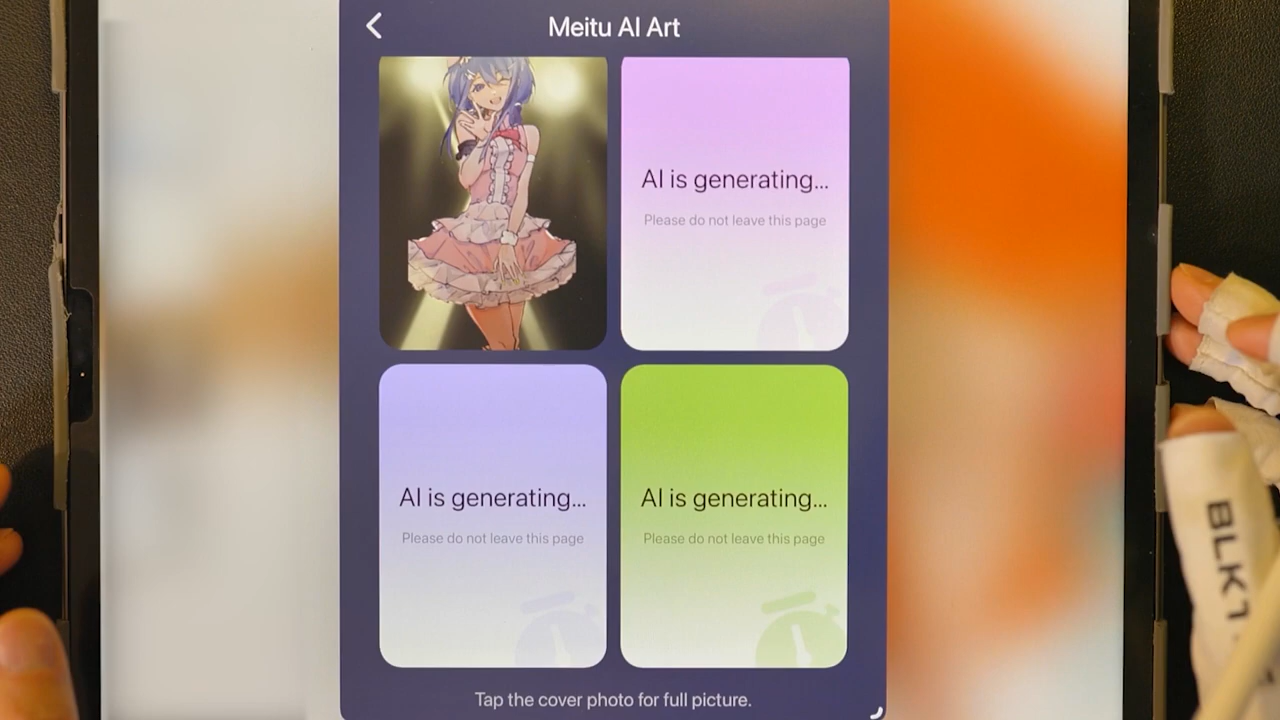 Meitu AI Art
AI is generating...
Please do not leave this page
AI is generating...
Please do not leave this page
AI is generating...
Please do not leave this page
Tap the cover photo for full picture.